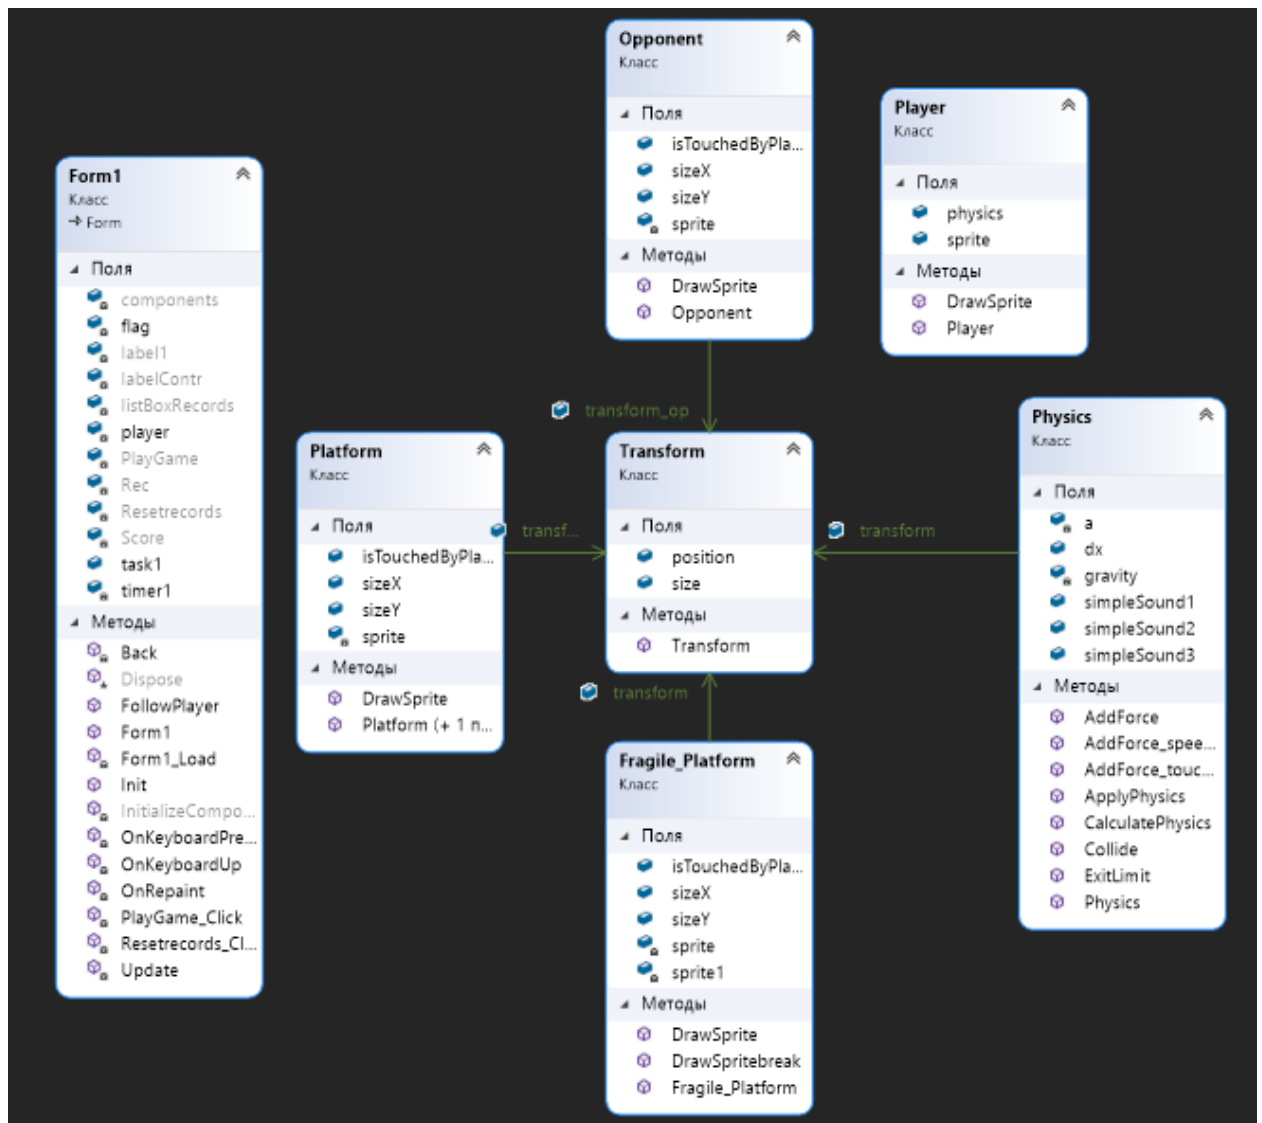 Form1
Класс
Form
Поля
components
flag
label1
labelContr
listBoxRecords
player
PlayGame
Rec
Resetrecords
Score
task1
timer1
Методы
Back
Dispose
FollowPlayer
Form1
Form1_Load
Init
InitializeCompo...
OnKeyboardPre...
OnKeyboardUp
OnRepaint
PlayGame_Click
Resetrecords_Cl...
Update
Platform
Класс
Поля
isTouchedByPla...
sizeX
sizeY
sprite
Методы
DrawSprite
Platform (+ 1 п...
transf...
Opponent
Класс
Поля
isTouchedByPla...
sizeX
sizeY
sprite
Методы
DrawSprite
Opponent
transform_op
Transform
Класс
Поля
position
size
Методы
Transform
transform
Fragile_Platform
Класс
Поля
isTouchedByPla...
sizeX
sizeY
sprite
sprite1
Методы
DrawSprite
DrawSpritebreak
Fragile_Platform
Player
Класс
Поля
physics
sprite
Методы
DrawSprite
Player
transform
Physics
Класс
Поля
a
dx
gravity
simpleSound1
simpleSound2
simpleSound3
Методы
AddForce
AddForce_spee...
AddForce_touc...
ApplyPhysics
CalculatePhysics
Collide
ExitLimit
Physics